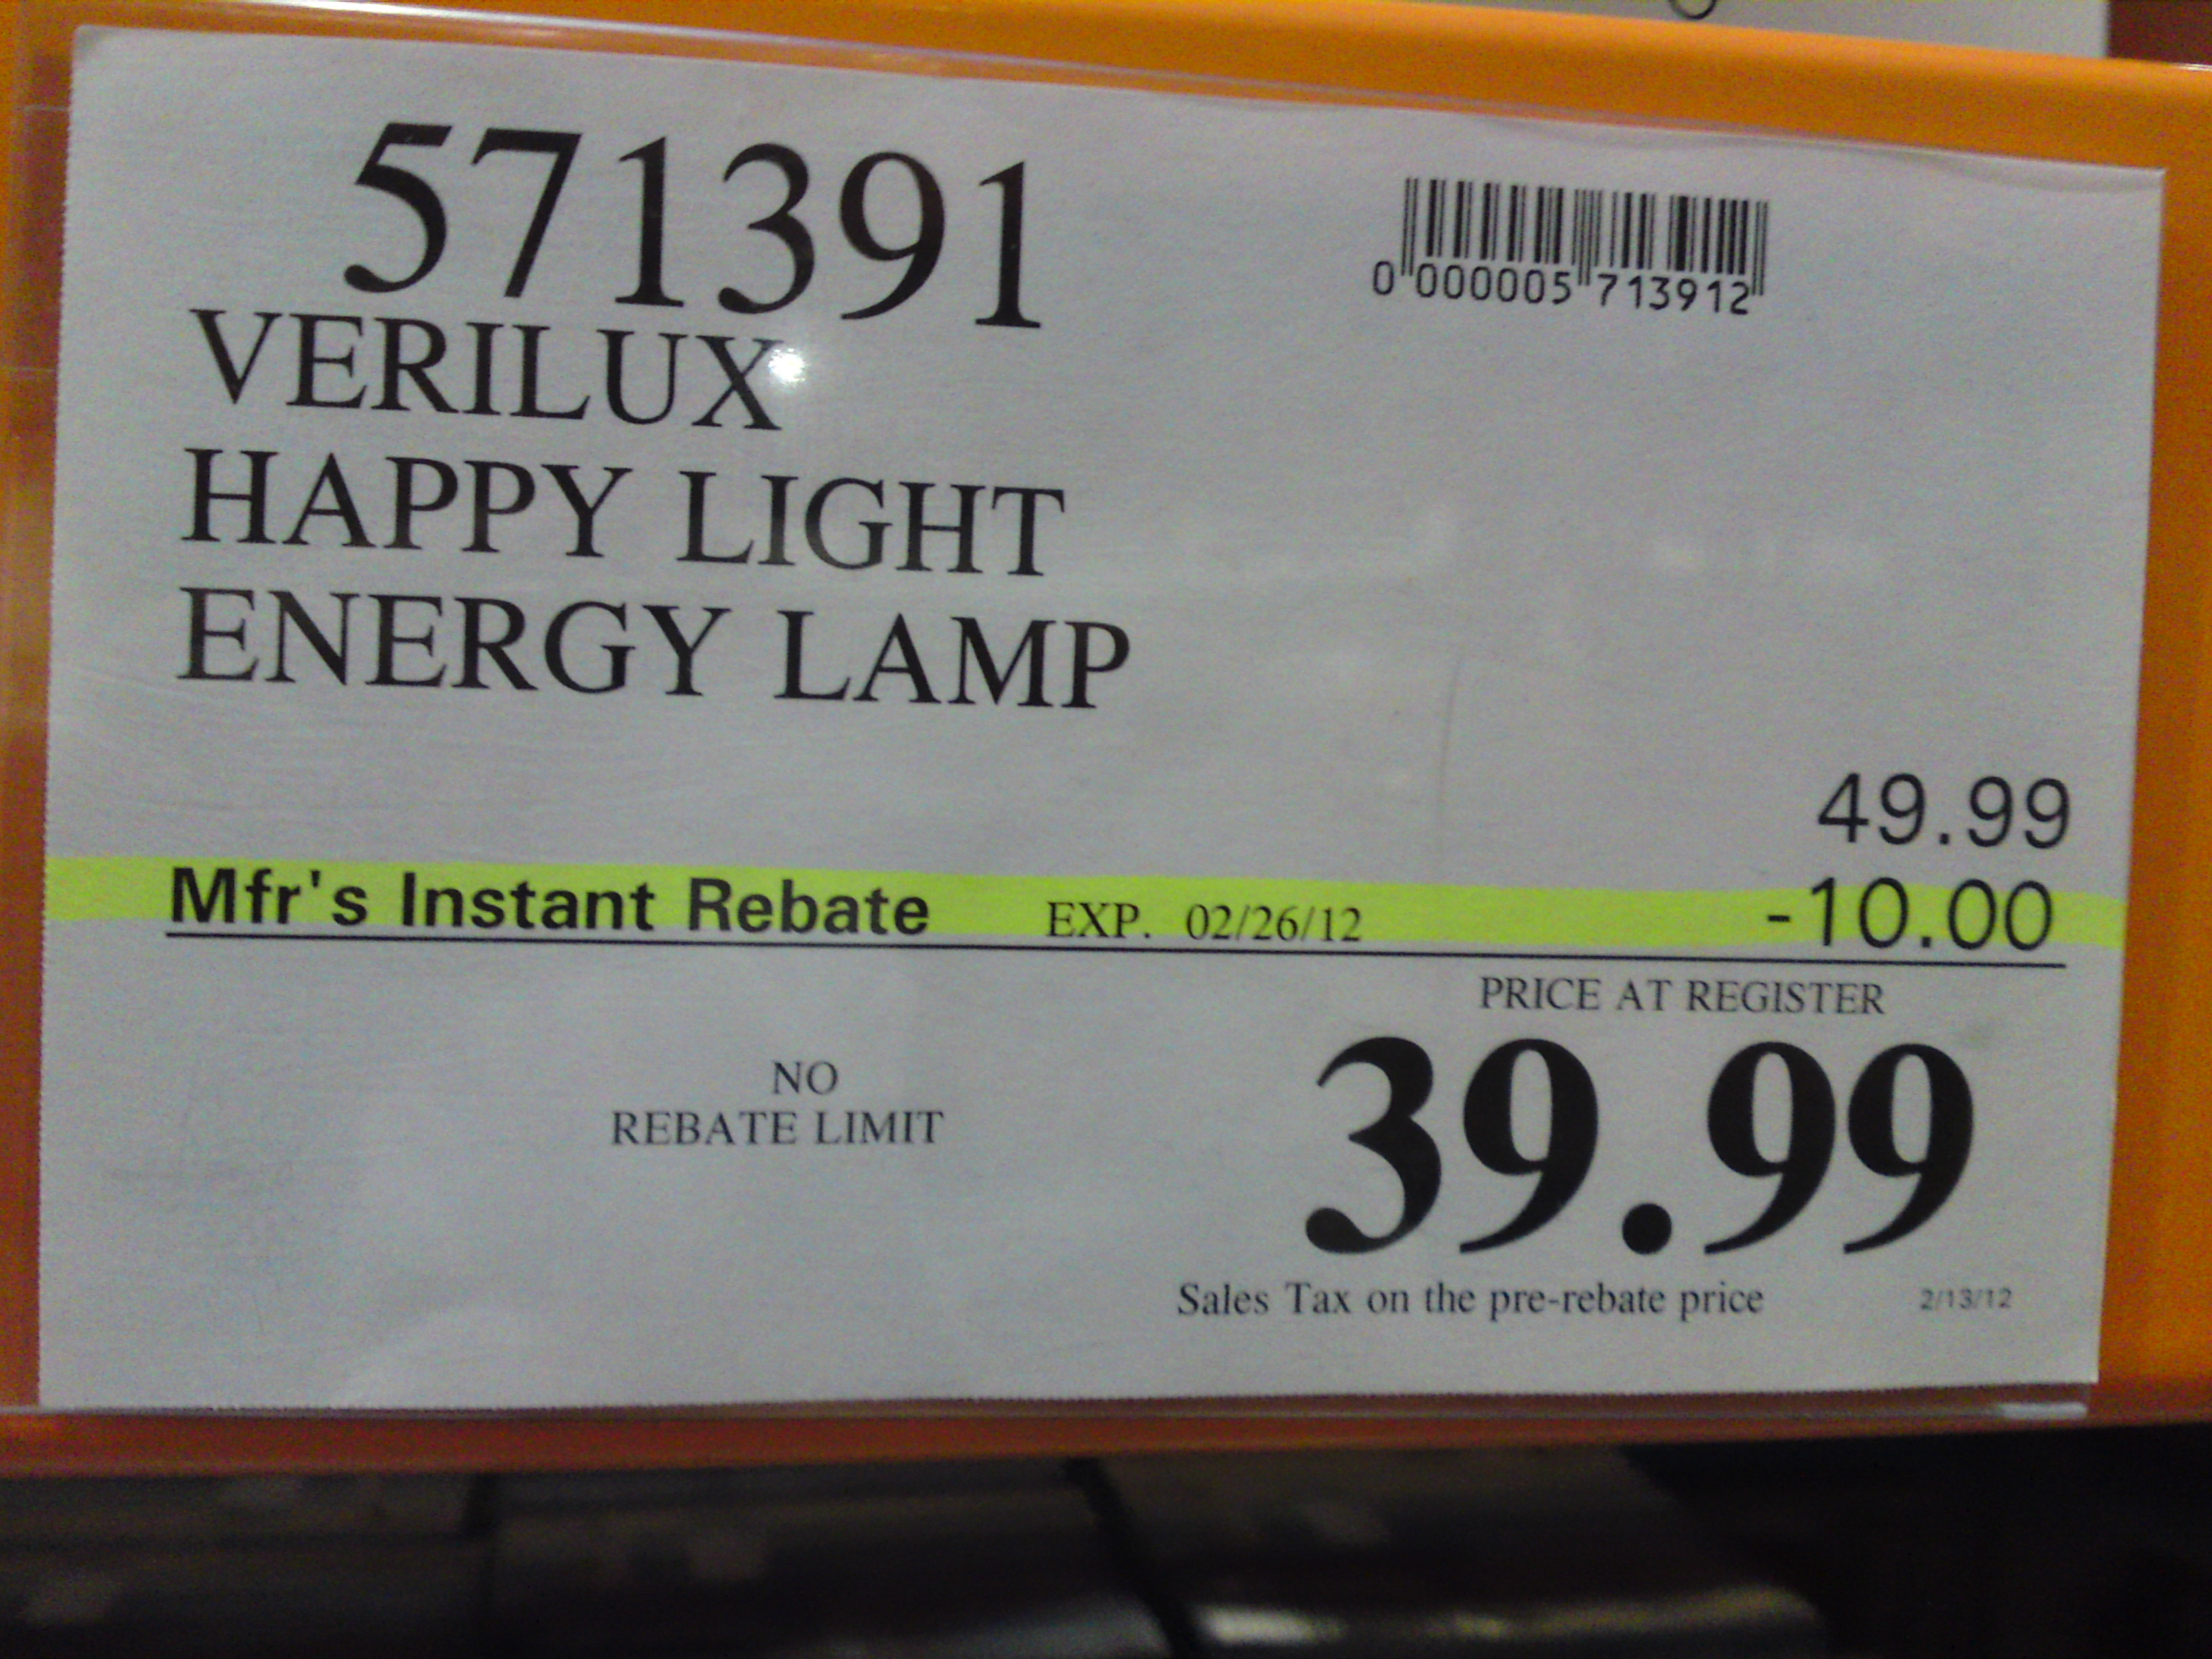 571391
0 000005 713912
VERILUX
HAPPY LIGHT
ENERGY LAMP
49.99
Mfr's Instant Rebate EXP. 02/26/12 -10.00
PRICE AT REGISTER
39.99
NO
REBATE LIMIT
Sales Tax on the pre-rebate price 2/13/12